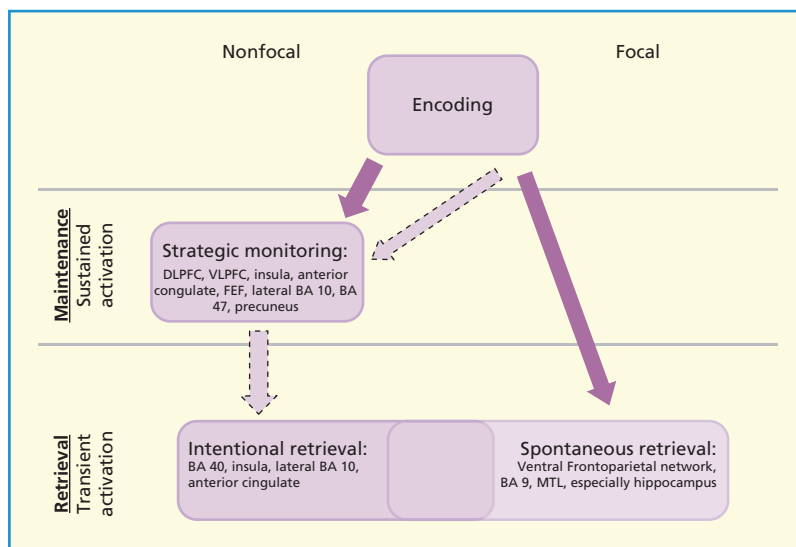 Nonfocal
Focal
Encoding
Maintenance
Sustained
activation
Strategic monitoring:
DLPFC, VLPFC, insula, anterior
congulate, FEF, lateral BA 10, BA
47, precuneus
Retrieval
Transient
activation
Intentional retrieval:
BA 40, insula, lateral BA 10,
anterior cingulate
Spontaneous retrieval:
Ventral Frontoparietal network,
BA 9, MTL, especially hippocampus